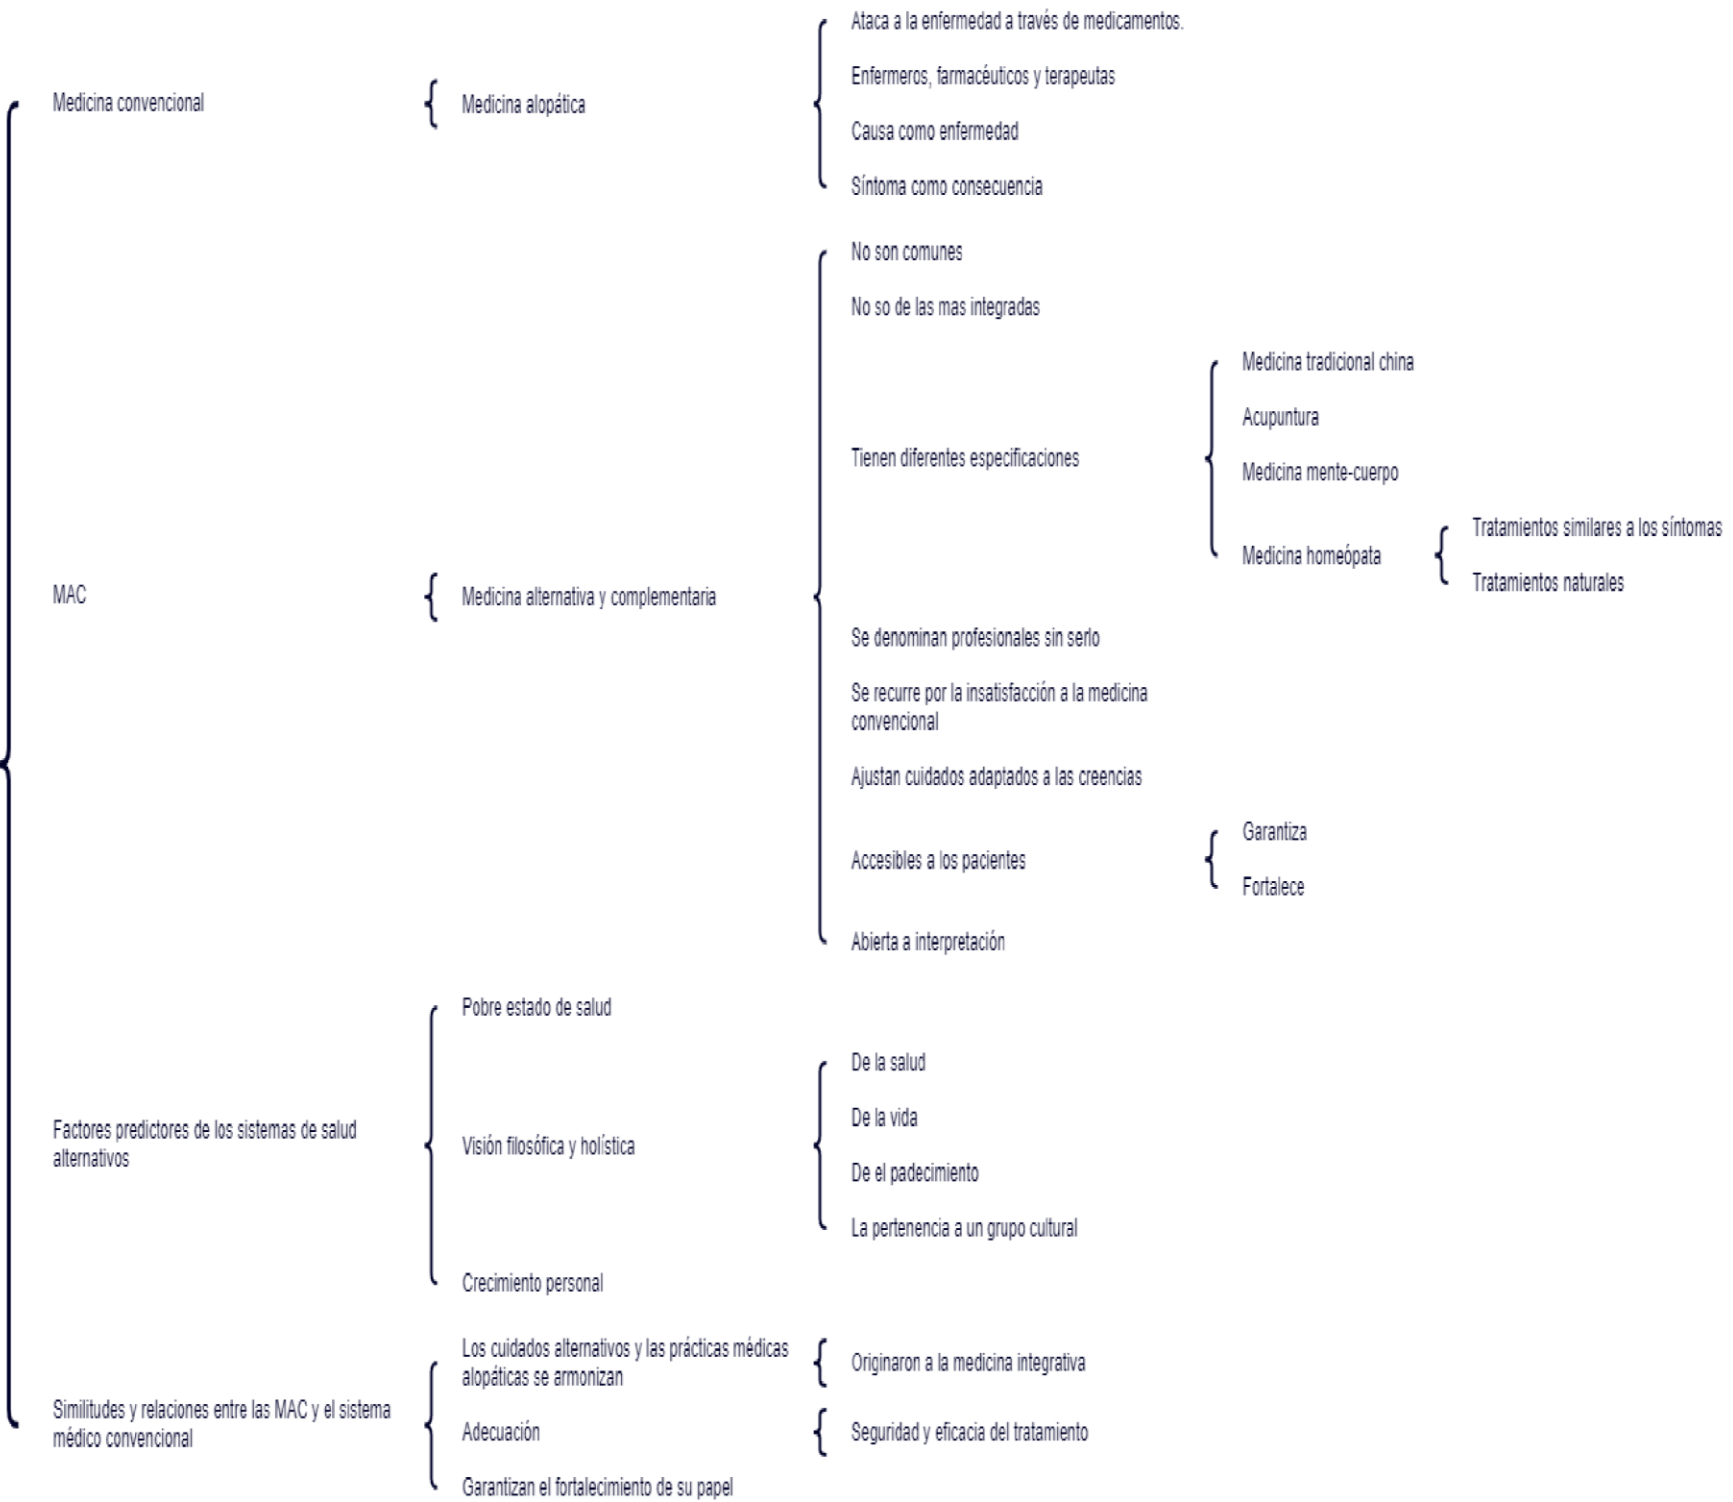 Medicina convencional
Medicina alopática
Ataca a la enfermedad a través de medicamentos.
Enfermeros, farmacéuticos y terapeutas
Causa como enfermedad
Síntoma como consecuencia
MAC
Medicina alternativa y complementaria
No son comunes
No so de las mas integradas
Tienen diferentes especificaciones
Medicina tradicional china
Acupuntura
Medicina mente-cuerpo
Medicina homeópata
Tratamientos similares a los síntomas
Tratamientos naturales
Se denominan profesionales sin serlo
Se recurre por la insatisfacción a la medicina
convencional
Ajustan cuidados adaptados a las creencias
Accesibles a los pacientes
Garantiza
Fortalece
Abierta a interpretación
Factores predictores de los sistemas de salud
alternativos
Pobre estado de salud
Visión filosófica y holística
De la salud
De la vida
De el padecimiento
La pertenencia a un grupo cultural
Crecimiento personal
Similitudes y relaciones entre las MAC y el sistema
médico convencional
Los cuidados alternativos y las prácticas médicas
alopáticas se armonizan
Originaron a la medicina integrativa
Adecuación
Seguridad y eficacia del tratamiento
Garantizan el fortalecimiento de su papel